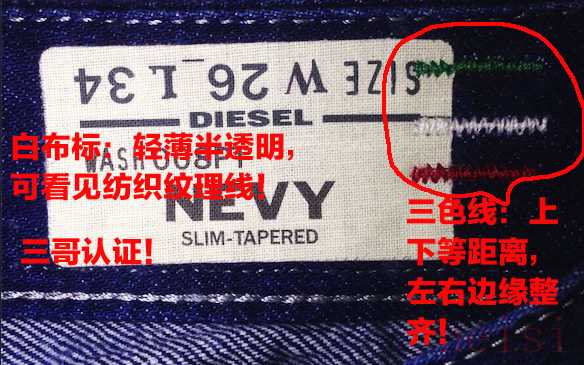 SIZE W 26_L 34
DIESEL
白布标：轻薄半透明，
WASH 008PY
可看见纺织纹理线！
NEVY
三哥认证！
SLIM-TAPERED
三色线：上
下等距离，
左右边缘整
齐！